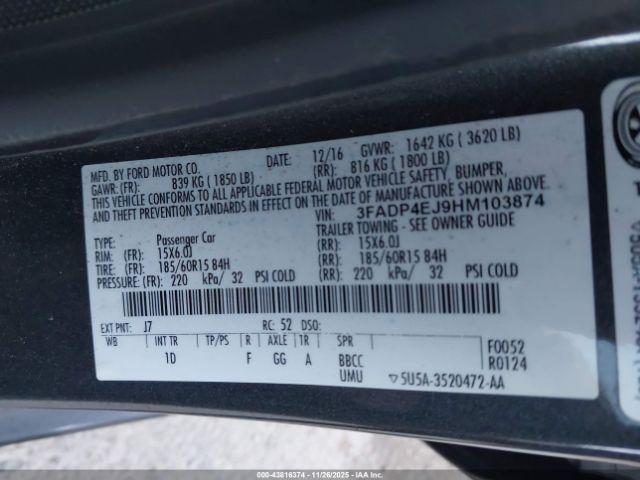 MFD. BY FORD MOTOR CO.
DATE: 12/16 GVWR: 1642 KG ( 3620 LB)
GAWR: (FR): 839 KG ( 1850 LB) (RR): 816 KG ( 1800 LB)
THIS VEHICLE CONFORMS TO ALL APPLICABLE FEDERAL MOTOR VEHICLE SAFETY, BUMPER,
AND THEFT PREVENTION STANDARDS IN EFFECT ON THE DATE OF MANUFACTURE SHOWN ABOVE.
VIN: 3FADP4EJ9HM103874
TYPE: Passenger Car TRAILER TOWING - SEE OWNER GUIDE
RIM: (FR): 15X6.0J (RR): 15X6.0J
TIRE: (FR): 185/60R15 84H (RR): 185/60R15 84H
PRESSURE: (FR): 220 kPa/ 32 PSI COLD (RR): 220 kPa/ 32 PSI COLD
EXT PNT: J7 RC: 52 DSO:
WB INT TR TP/PS R AXLE TR SPR F0052
1D F GG A BBCC R0124
UMU ▽5U5A-3520472-AA
000-43816374 | 11/26/2025 - IAA Inc.